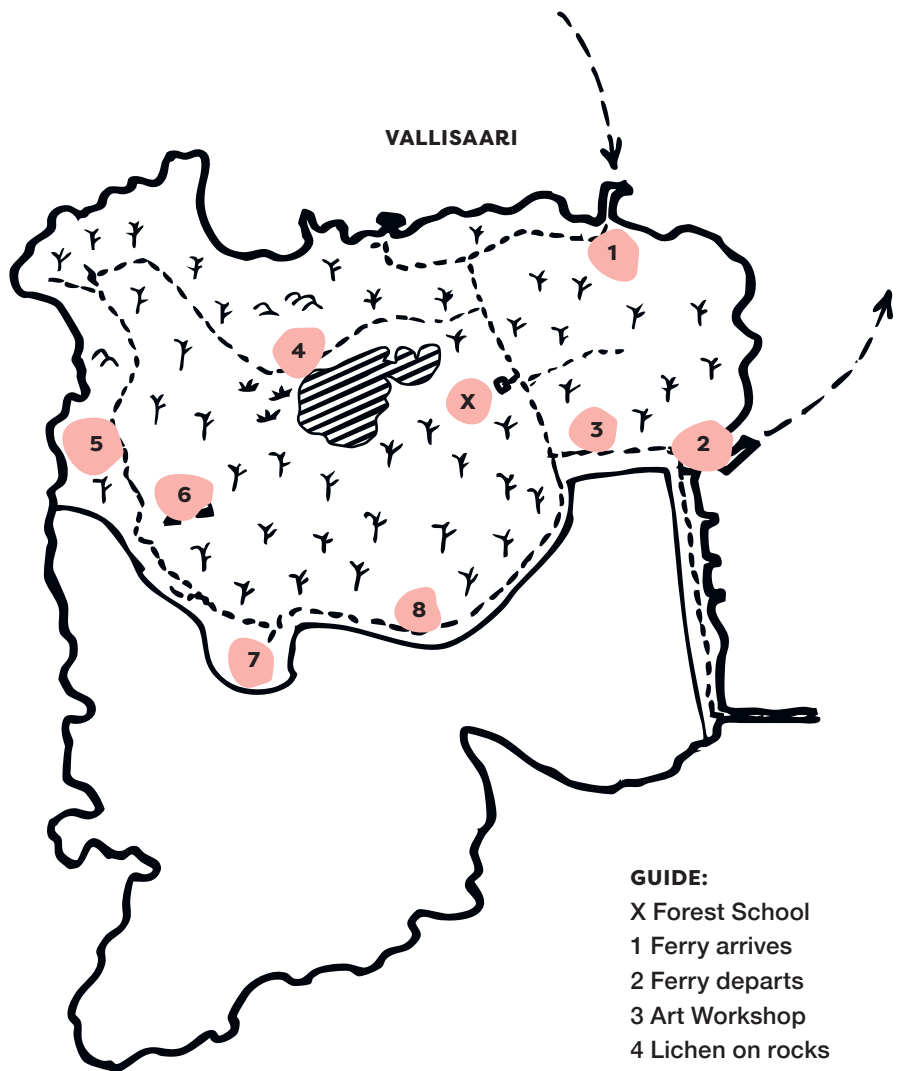 VALLISAARI
1
4
X
3
2
5
6
8
7
GUIDE:
X Forest School
1 Ferry arrives
2 Ferry departs
3 Art Workshop
4 Lichen on rocks